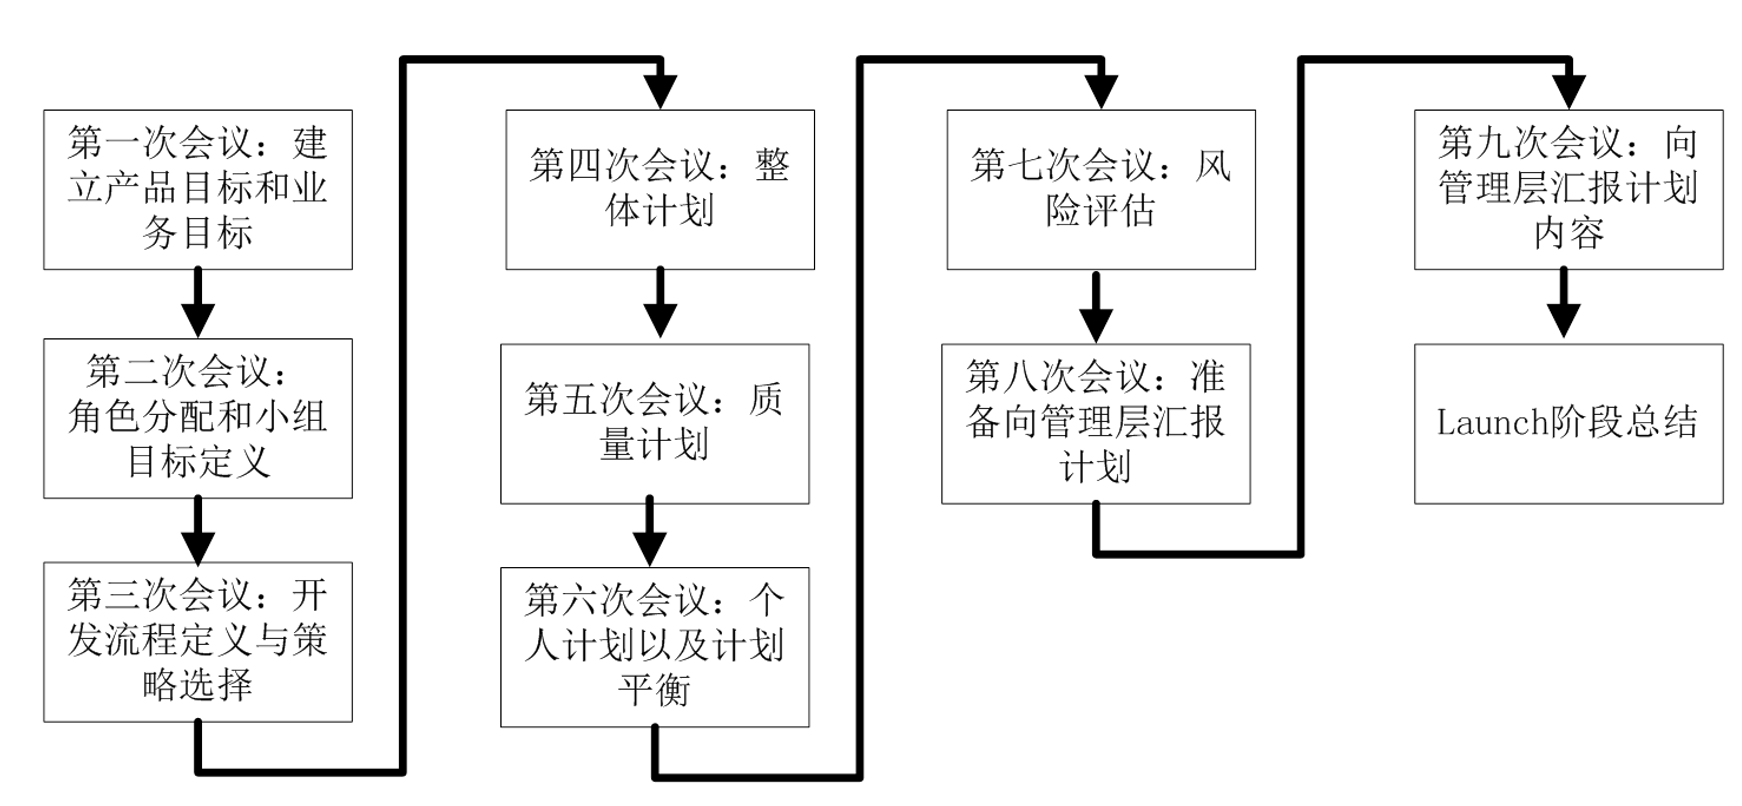 第一次会议：建
立产品目标和业
务目标
第二次会议：
角色分配和小组
目标定义
第三次会议：开
发流程定义与策
略选择
第四次会议：整
体计划
第五次会议：质
量计划
第六次会议：个
人计划以及计划
平衡
第七次会议：风
险评估
第八次会议：准
备向管理层汇报
计划
第九次会议：向
管理层汇报计划
内容
Launch阶段总结